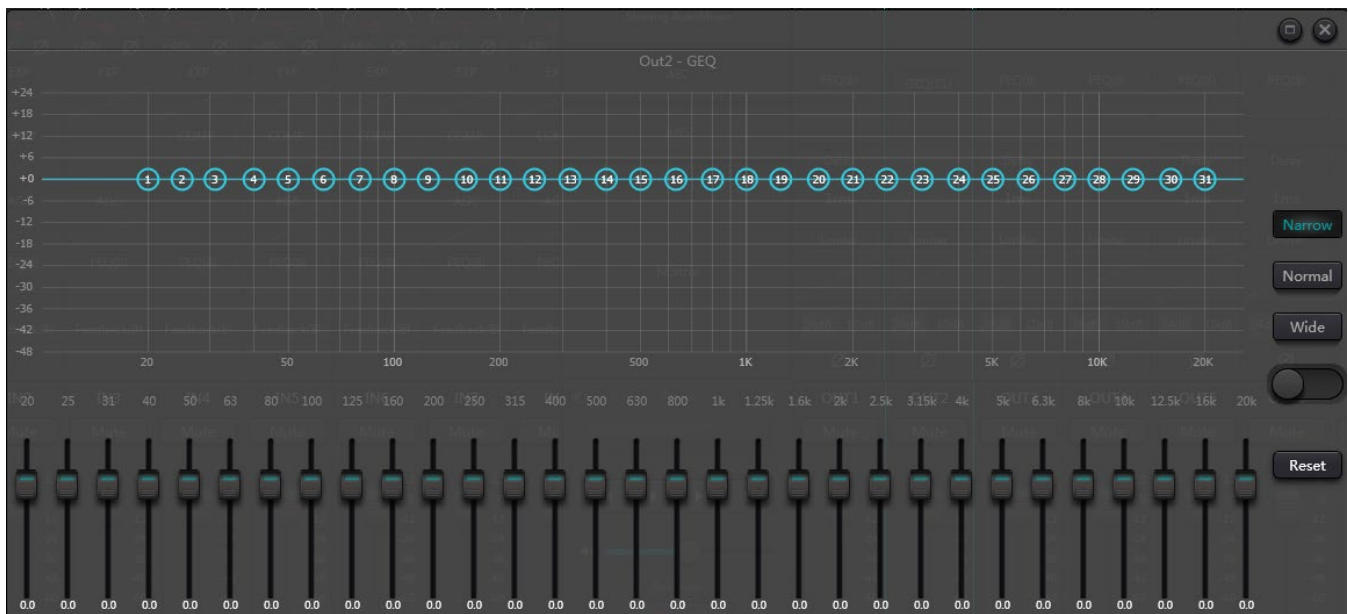 Out2 - GEQ
+24
+18
+12
+6
+0
1 2 3 4 5 6 7 8 9 10 11 12 13 14 15 16 17 18 19 20 21 22 23 24 25 26 27 28 29 30 31
-6
-12
-18
-24
-30
-36
-42
-48
20 50 100 200 500 1K 2K 5K 10K 20K
Narrow
Normal
Wide
20 25 31 40 50 63 80 100 125 160 200 250 315 400 500 630 800 1k 1.25k 1.6k 2k 2.5k 3.15k 4k 5k 6.3k 8k 10k 12.5k 16k 20k
Reset
0.0 0.0 0.0 0.0 0.0 0.0 0.0 0.0 0.0 0.0 0.0 0.0 0.0 0.0 0.0 0.0 0.0 0.0 0.0 0.0 0.0 0.0 0.0 0.0 0.0 0.0 0.0 0.0 0.0 0.0 0.0